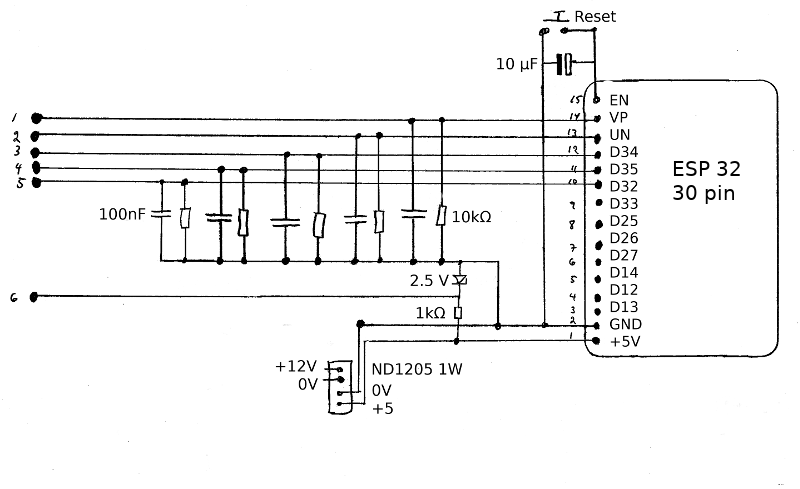 Reset
10 µF
15 EN
1 14 VP
2 13 UN
3 12 D34
4 11 D35
5 10 D32
9 D33
8 D25
7 D26
6 D27
5 D14
4 D12
3 D13
2 GND
1 +5V
ESP 32
30 pin
100nF
10kΩ
2.5 V
6
1kΩ
+12V
0V
ND1205 1W
0V
+5